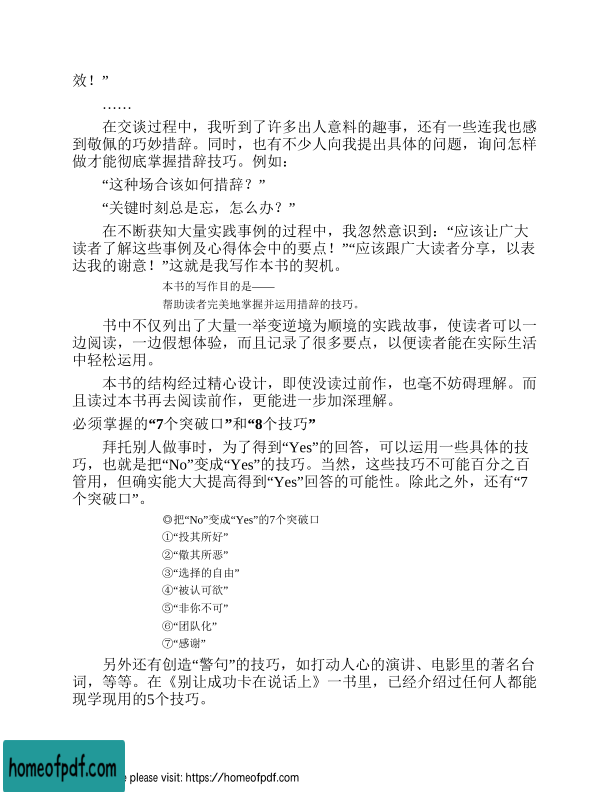 效！”
……
在交谈过程中，我听到了许多出人意料的趣事，还有一些连我也感
到敬佩的巧妙措辞。同时，也有不少人向我提出具体的问题，询问怎样
做才能彻底掌握措辞技巧。例如：
“这种场合该如何措辞？”
“关键时刻总是忘，怎么办？”
在不断获知大量实践事例的过程中，我忽然意识到：“应该让广大
读者了解这些事例及心得体会中的要点！”“应该跟广大读者分享，以表
达我的谢意！”这就是我写作本书的契机。
本书的写作目的是——
帮助读者完美地掌握并运用措辞的技巧。
书中不仅列出了大量一举变逆境为顺境的实践故事，使读者可以一
边阅读，一边假想体验，而且记录了很多要点，以便读者能在实际生活
中轻松运用。
本书的结构经过精心设计，即使没读过前作，也毫不妨碍理解。而
且读过本书再去阅读前作，更能进一步加深理解。
必须掌握的“7个突破口”和“8个技巧”
拜托别人做事时，为了得到“Yes”的回答，可以运用一些具体的技
巧，也就是把“No”变成“Yes”的技巧。当然，这些技巧不可能百分之百
管用，但确实能大大提高得到“Yes”回答的可能性。除此之外，还有“7
个突破口”。
◎把“No”变成“Yes”的7个突破口
①“投其所好”
②“儆其所恶”
③“选择的自由”
④“被认可欲”
⑤“非你不可”
⑥“团队化”
⑦“感谢”
另外还有创造“警句”的技巧，如打动人心的演讲、电影里的著名台
词，等等。在《别让成功卡在说话上》一书里，已经介绍过任何人都能
现学现用的5个技巧。
homeofpdf.com
please visit: https://homeofpdf.com